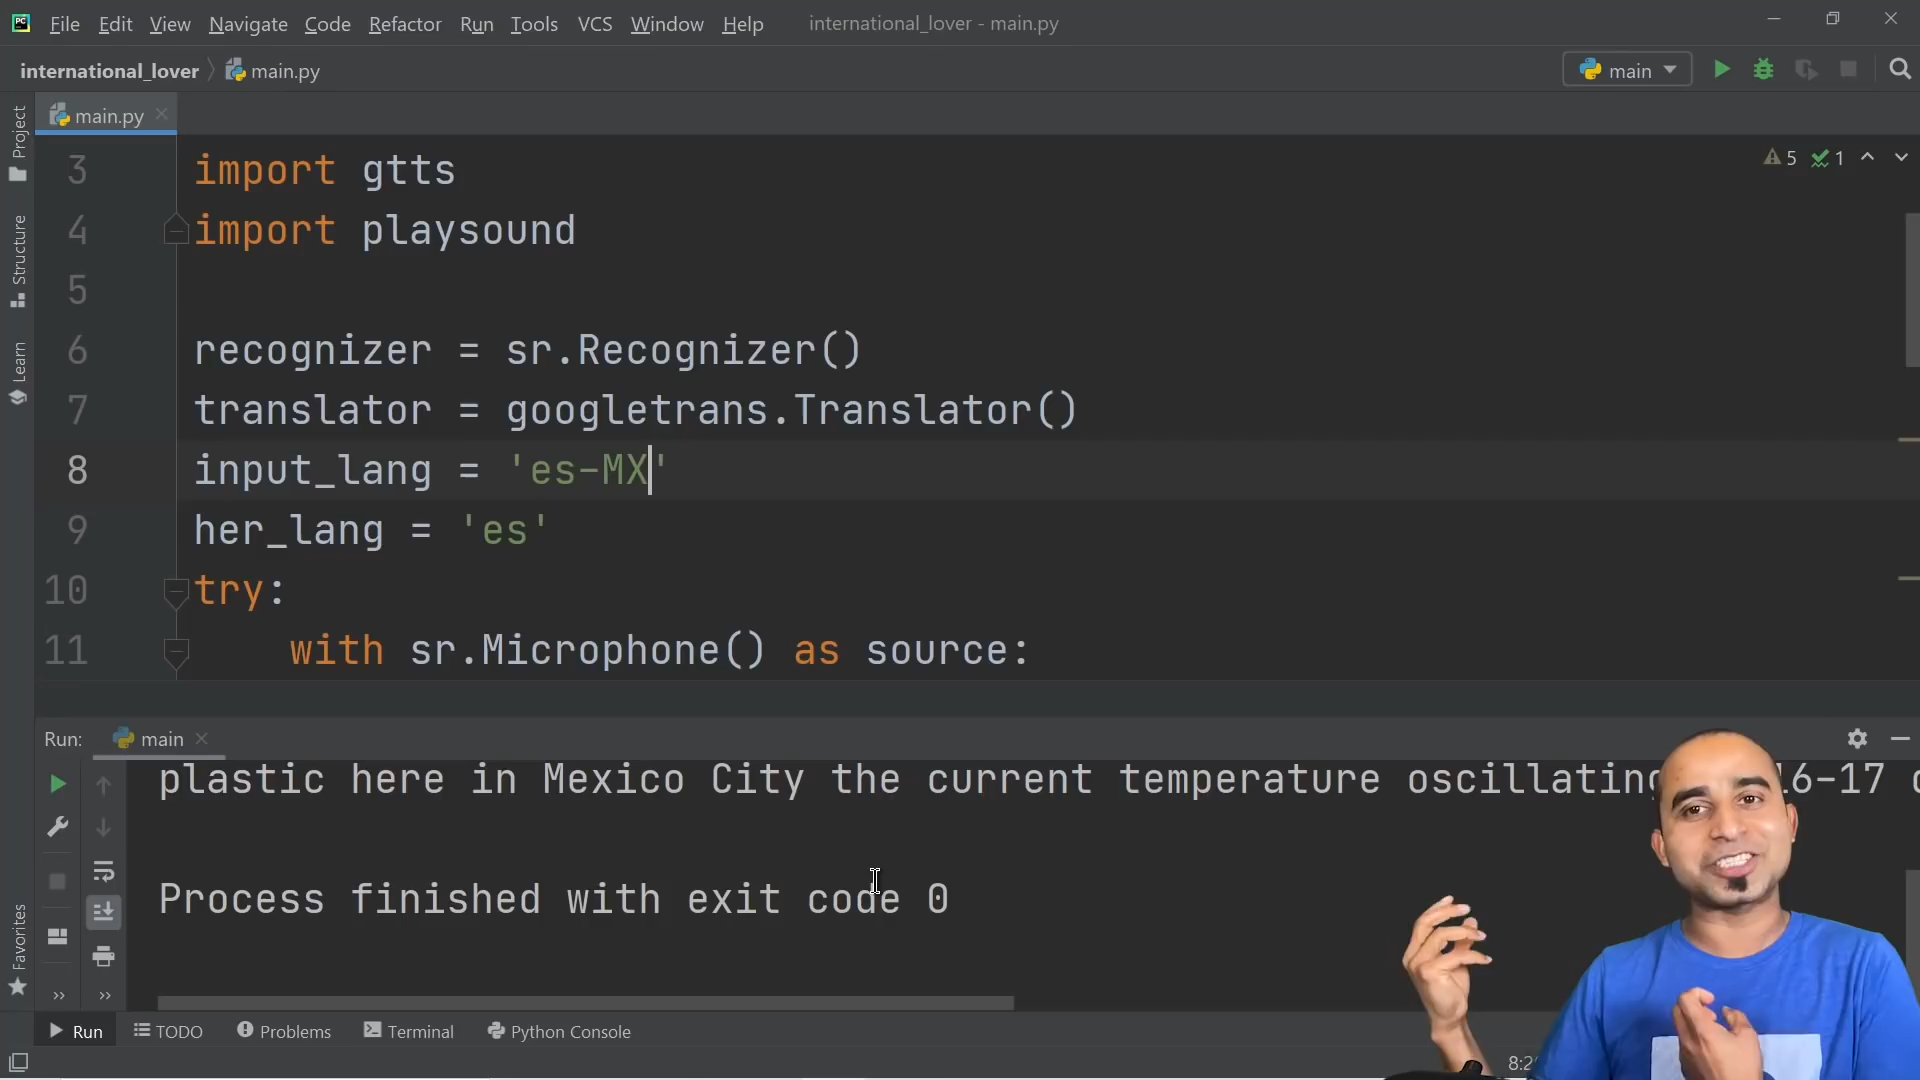 File Edit View Navigate Code Refactor Run Tools VCS Window Help international_lover - main.py
international_lover main.py main
main.py
Project
Structure
Learn
Favorites
5 1
3 import gtts
4 import playsound
5
6 recognizer = sr.Recognizer()
7 translator = googletrans.Translator()
8 input_lang = 'es-MX'
9 her_lang = 'es'
10 try:
11 with sr.Microphone() as source:
Run: main
plastic here in Mexico City the current temperature oscillating 16-17
Process finished with exit code 0
Run TODO Problems Terminal Python Console